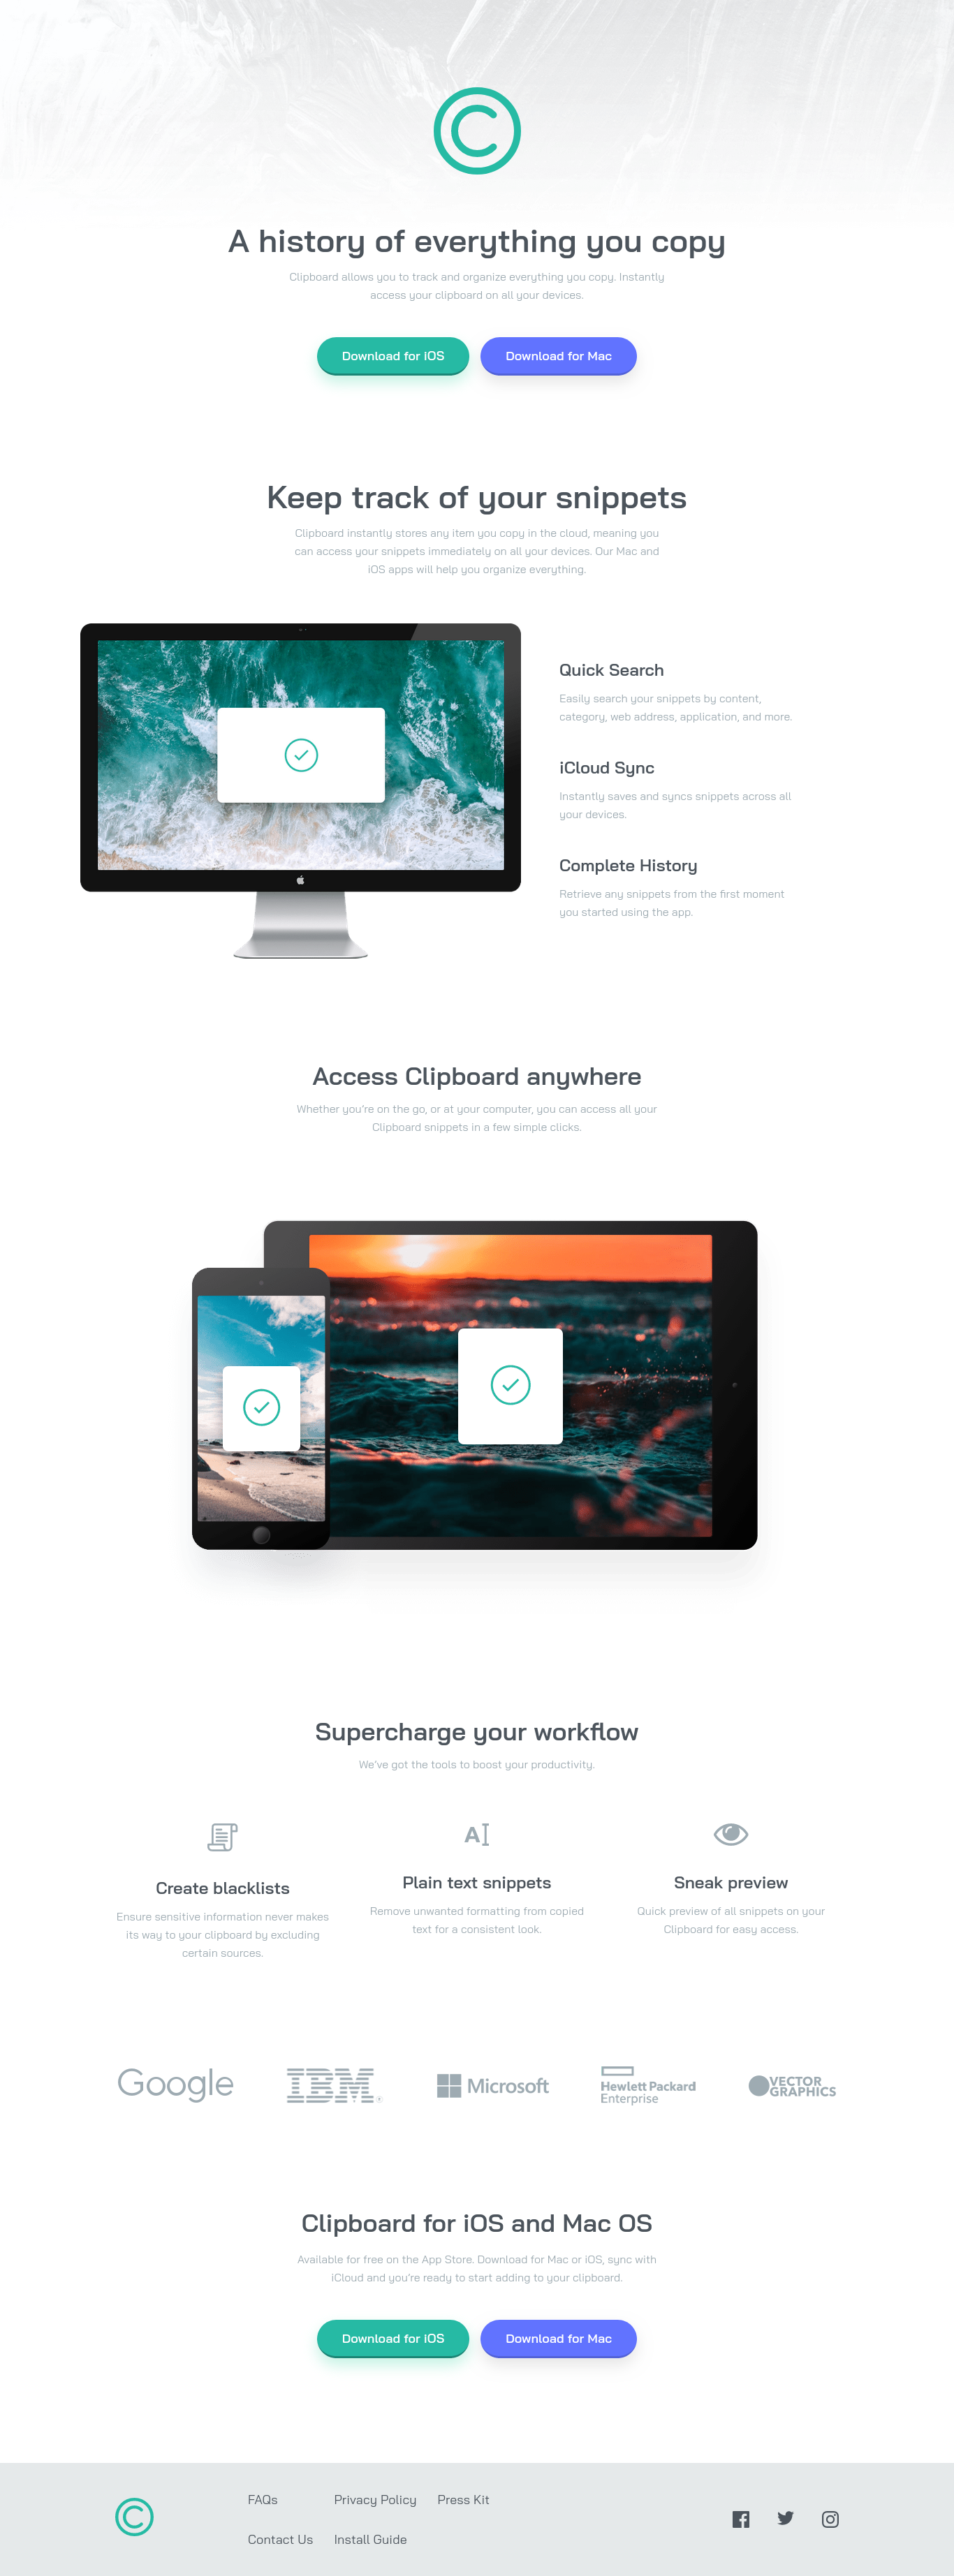 A history of everything you copy
Clipboard allows you to track and organize everything you copy. Instantly
access your clipboard on all your devices.
Download for iOS
Download for Mac
Keep track of your snippets
Clipboard instantly stores any item you copy in the cloud, meaning you
can access your snippets immediately on all your devices. Our Mac and
iOS apps will help you organize everything.
Quick Search
Easily search your snippets by content,
category, web address, application, and more.
iCloud Sync
Instantly saves and syncs snippets across all
your devices.
Complete History
Retrieve any snippets from the first moment
you started using the app.
Access Clipboard anywhere
Whether you’re on the go, or at your computer, you can access all your
Clipboard snippets in a few simple clicks.
Supercharge your workflow
We’ve got the tools to boost your productivity.
Create blacklists
Ensure sensitive information never makes
its way to your clipboard by excluding
certain sources.
Plain text snippets
Remove unwanted formatting from copied
text for a consistent look.
Sneak preview
Quick preview of all snippets on your
Clipboard for easy access.
Google
IBM
Microsoft
Hewlett Packard
Enterprise
VECTOR
GRAPHICS
Clipboard for iOS and Mac OS
Available for free on the App Store. Download for Mac or iOS, sync with
iCloud and you’re ready to start adding to your clipboard.
Download for iOS
Download for Mac
FAQs
Privacy Policy
Press Kit
Contact Us
Install Guide